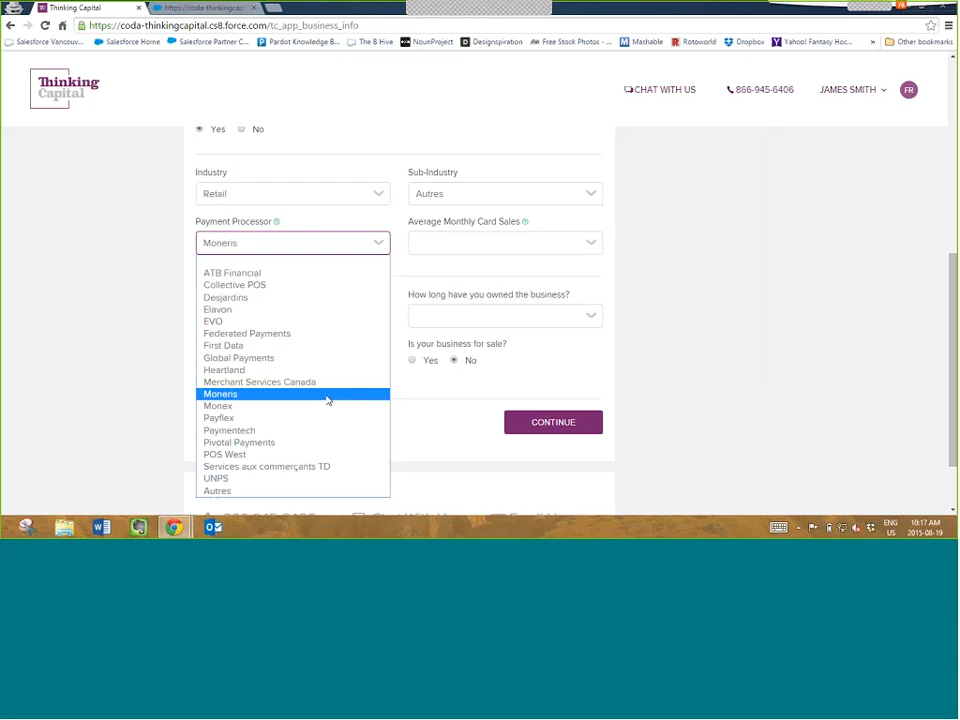 Thinking Capital
https://codathinkingcap
78
https://coda-thinkingcapital.cs8.force.com/tc_app_business_info
Salesforce Vancouv...
Salesforce Home
Salesforce Partner C...
Pardot Knowledge B...
The B Hive
NounProject
Designspiration
Free Stock Photos - ...
Mashable
Rotoworld
Dropbox
Yahoo! Fantasy Hoc...
»
Other bookmarks
Thinking
Capital
CHAT WITH US
866-945-6406
JAMES SMITH
FR
Yes No
Industry
Sub-Industry
Retail
Autres
Payment Processor
Average Monthly Card Sales
Moneris
ATB Financial
Collective POS
Desjardins
Elavon
EVO
Federated Payments
First Data
Global Payments
Heartland
Merchant Services Canada
Moneris
Monex
Payflex
Paymentech
Pivotal Payments
POS West
Services aux commerçants TD
UNPS
Autres
How long have you owned the business?
Is your business for sale?
Yes No
CONTINUE
ENG
US
10:17 AM
2015-08-19